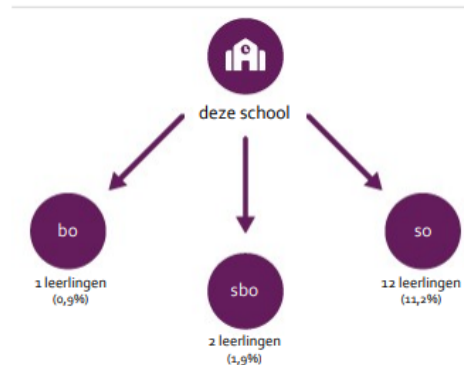 deze school
bo
1 leerlingen
(0,9%)
sbo
2 leerlingen
(1,9%)
so
12 leerlingen
(11,2%)